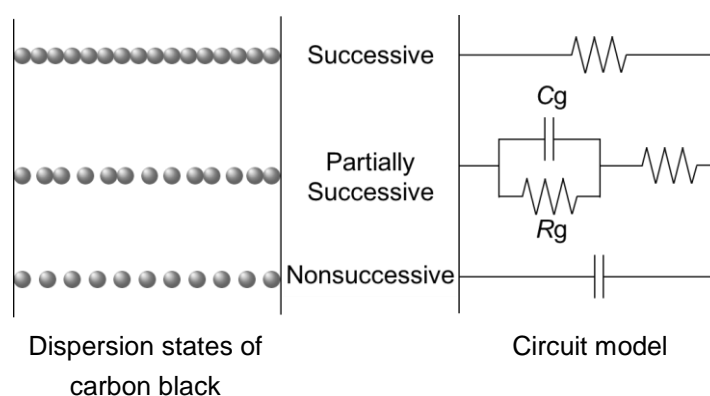 Successive
Cg
Partially
Successive
Rg
Nonsuccessive
Dispersion states of
carbon black
Circuit model